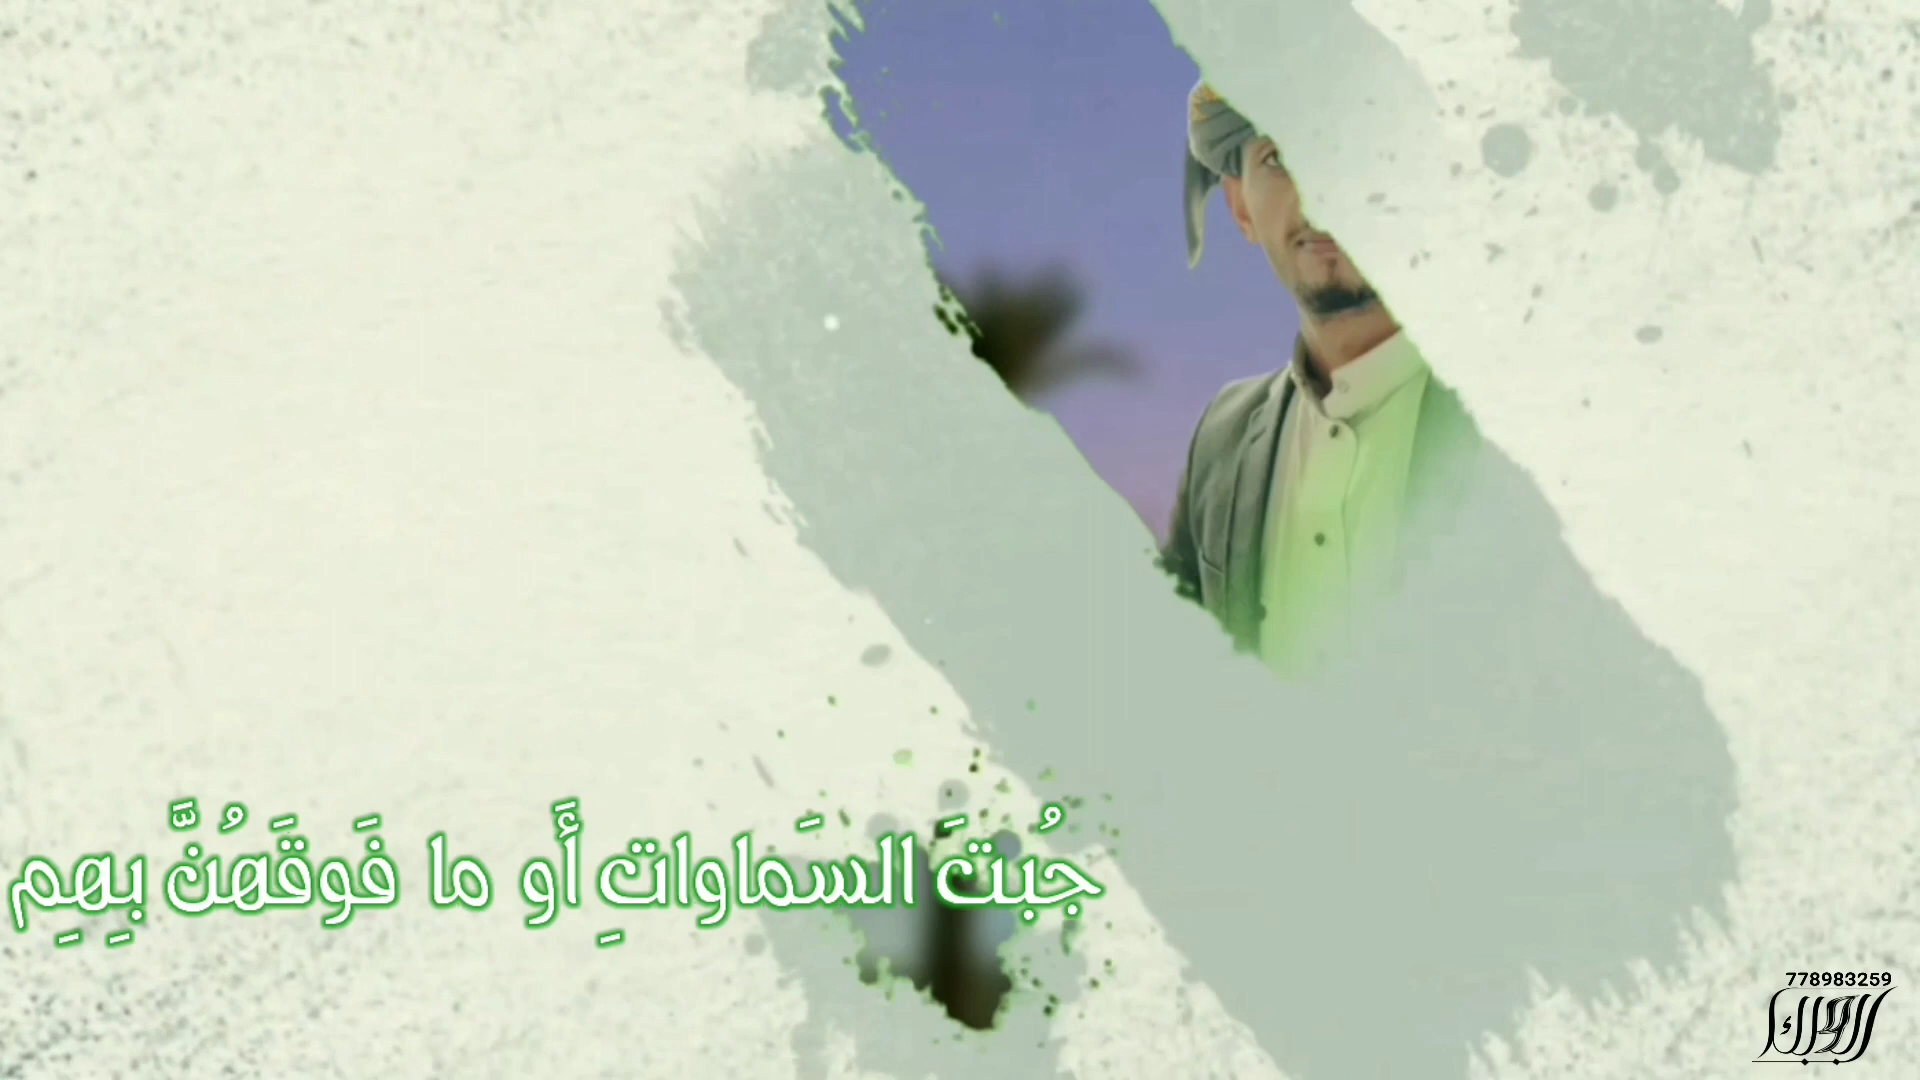 جُبتَ السَماواتِ أَو ما فَوقَهُنَّ بِهِمِ
778983259